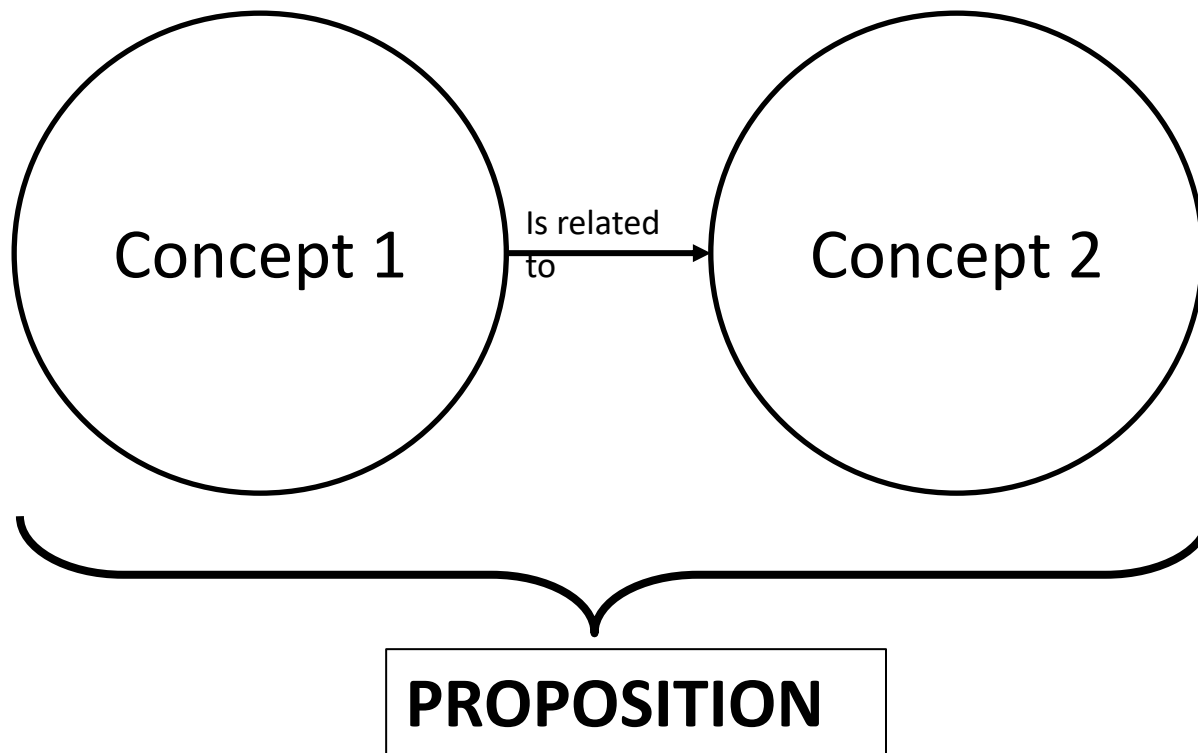 Concept 1
Is related
to
Concept 2
PROPOSITION